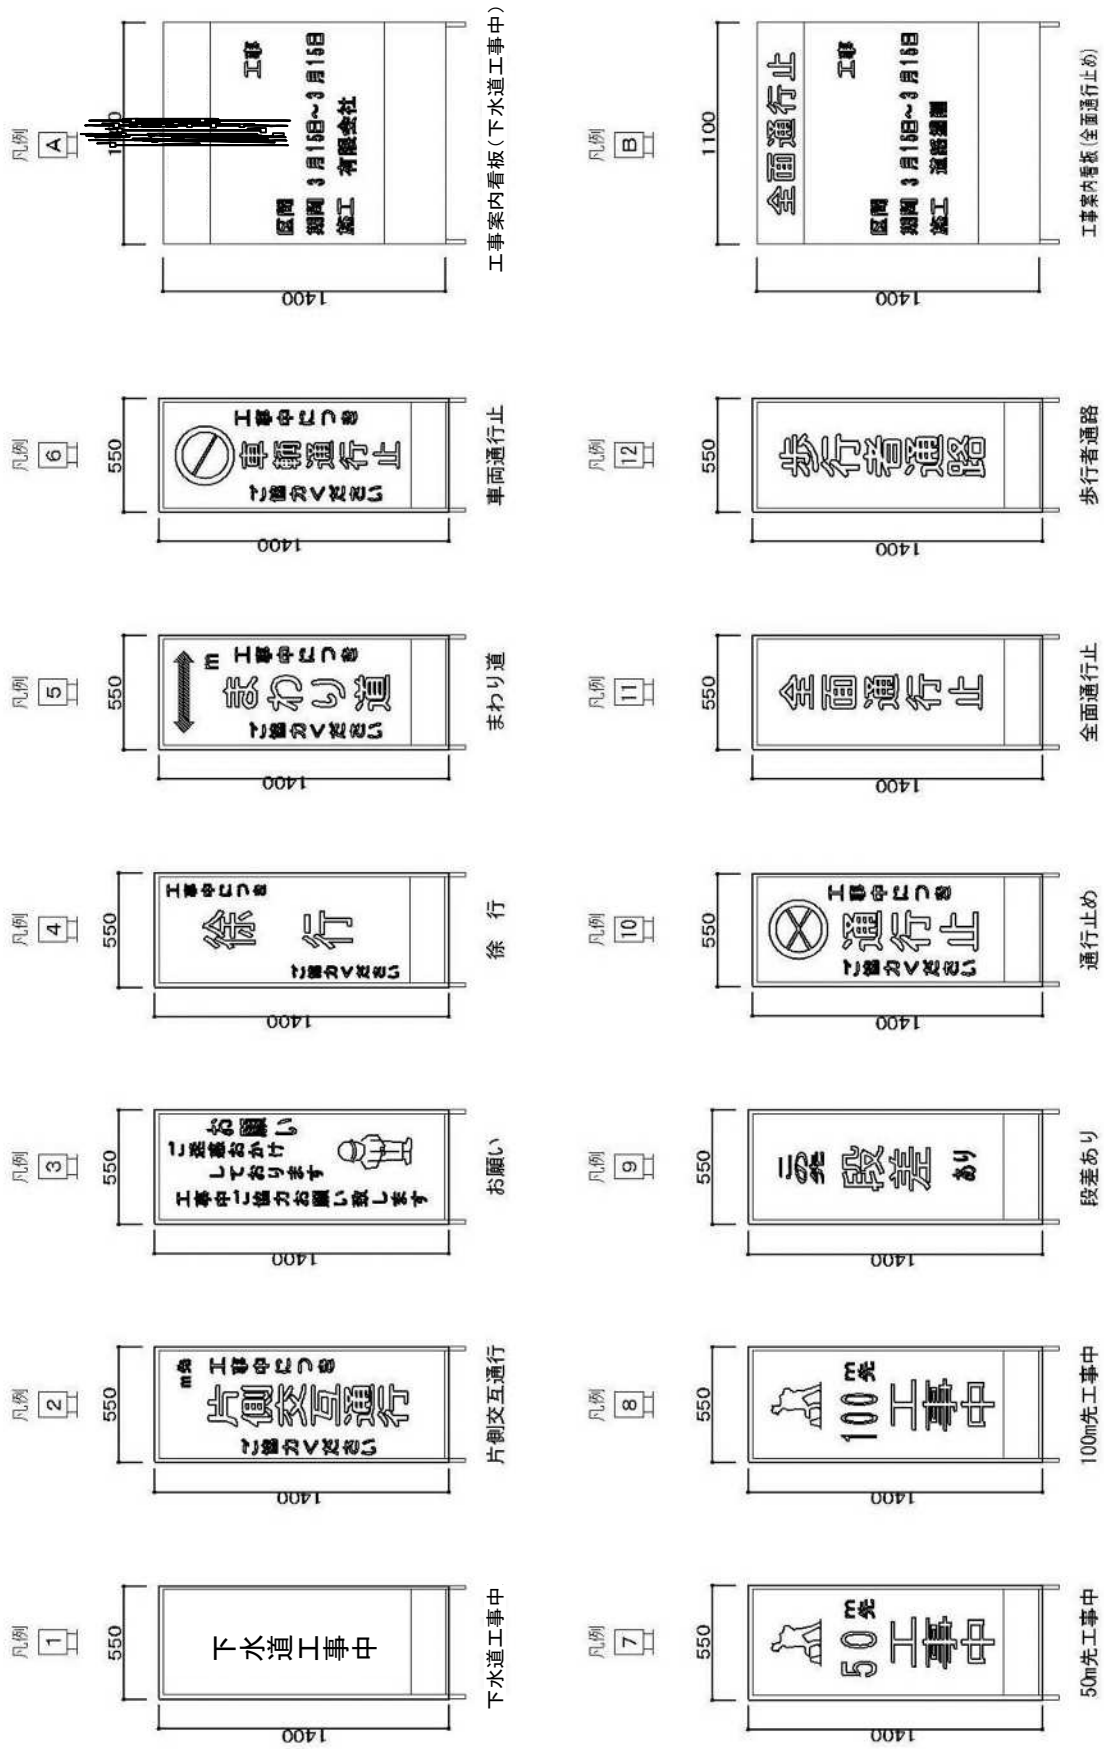 凡例
1
550
1400
下水道工事中
下水道工事中
凡例
2
550
1400
m先
工事中につき
片側交互通行
ご協力ください
片側交互通行
凡例
3
550
1400
お願い
ご迷惑おかけ
しております
工事中ご協力お願い致します
お願い
凡例
4
550
1400
工事中につき
徐 行
ご協力ください
徐 行
凡例
5
550
1400
m
工事中につき
まわり道
ご協力ください
まわり道
凡例
6
550
1400
工事中につき
車輌通行止
ご協力ください
車両通行止
凡例
A
1400
工事
区間
期間 3月15日~3月15日
施工 有限会社
工事案内看板(下水道工事中)
凡例
7
550
1400
50m先
工事中
50m先工事中
凡例
8
550
1400
100m先
工事中
100m先工事中
凡例
9
550
1400
この先
段差
あり
段差あり
凡例
10
550
1400
工事中につき
通行止
ご協力ください
通行止め
凡例
11
550
1400
全面通行止
全面通行止
凡例
12
550
1400
歩行者通路
歩行者通路
凡例
B
1100
1400
全面通行止
工事
区間
期間 3月15日~3月15日
施工
工事案内看板(全面通行止め)